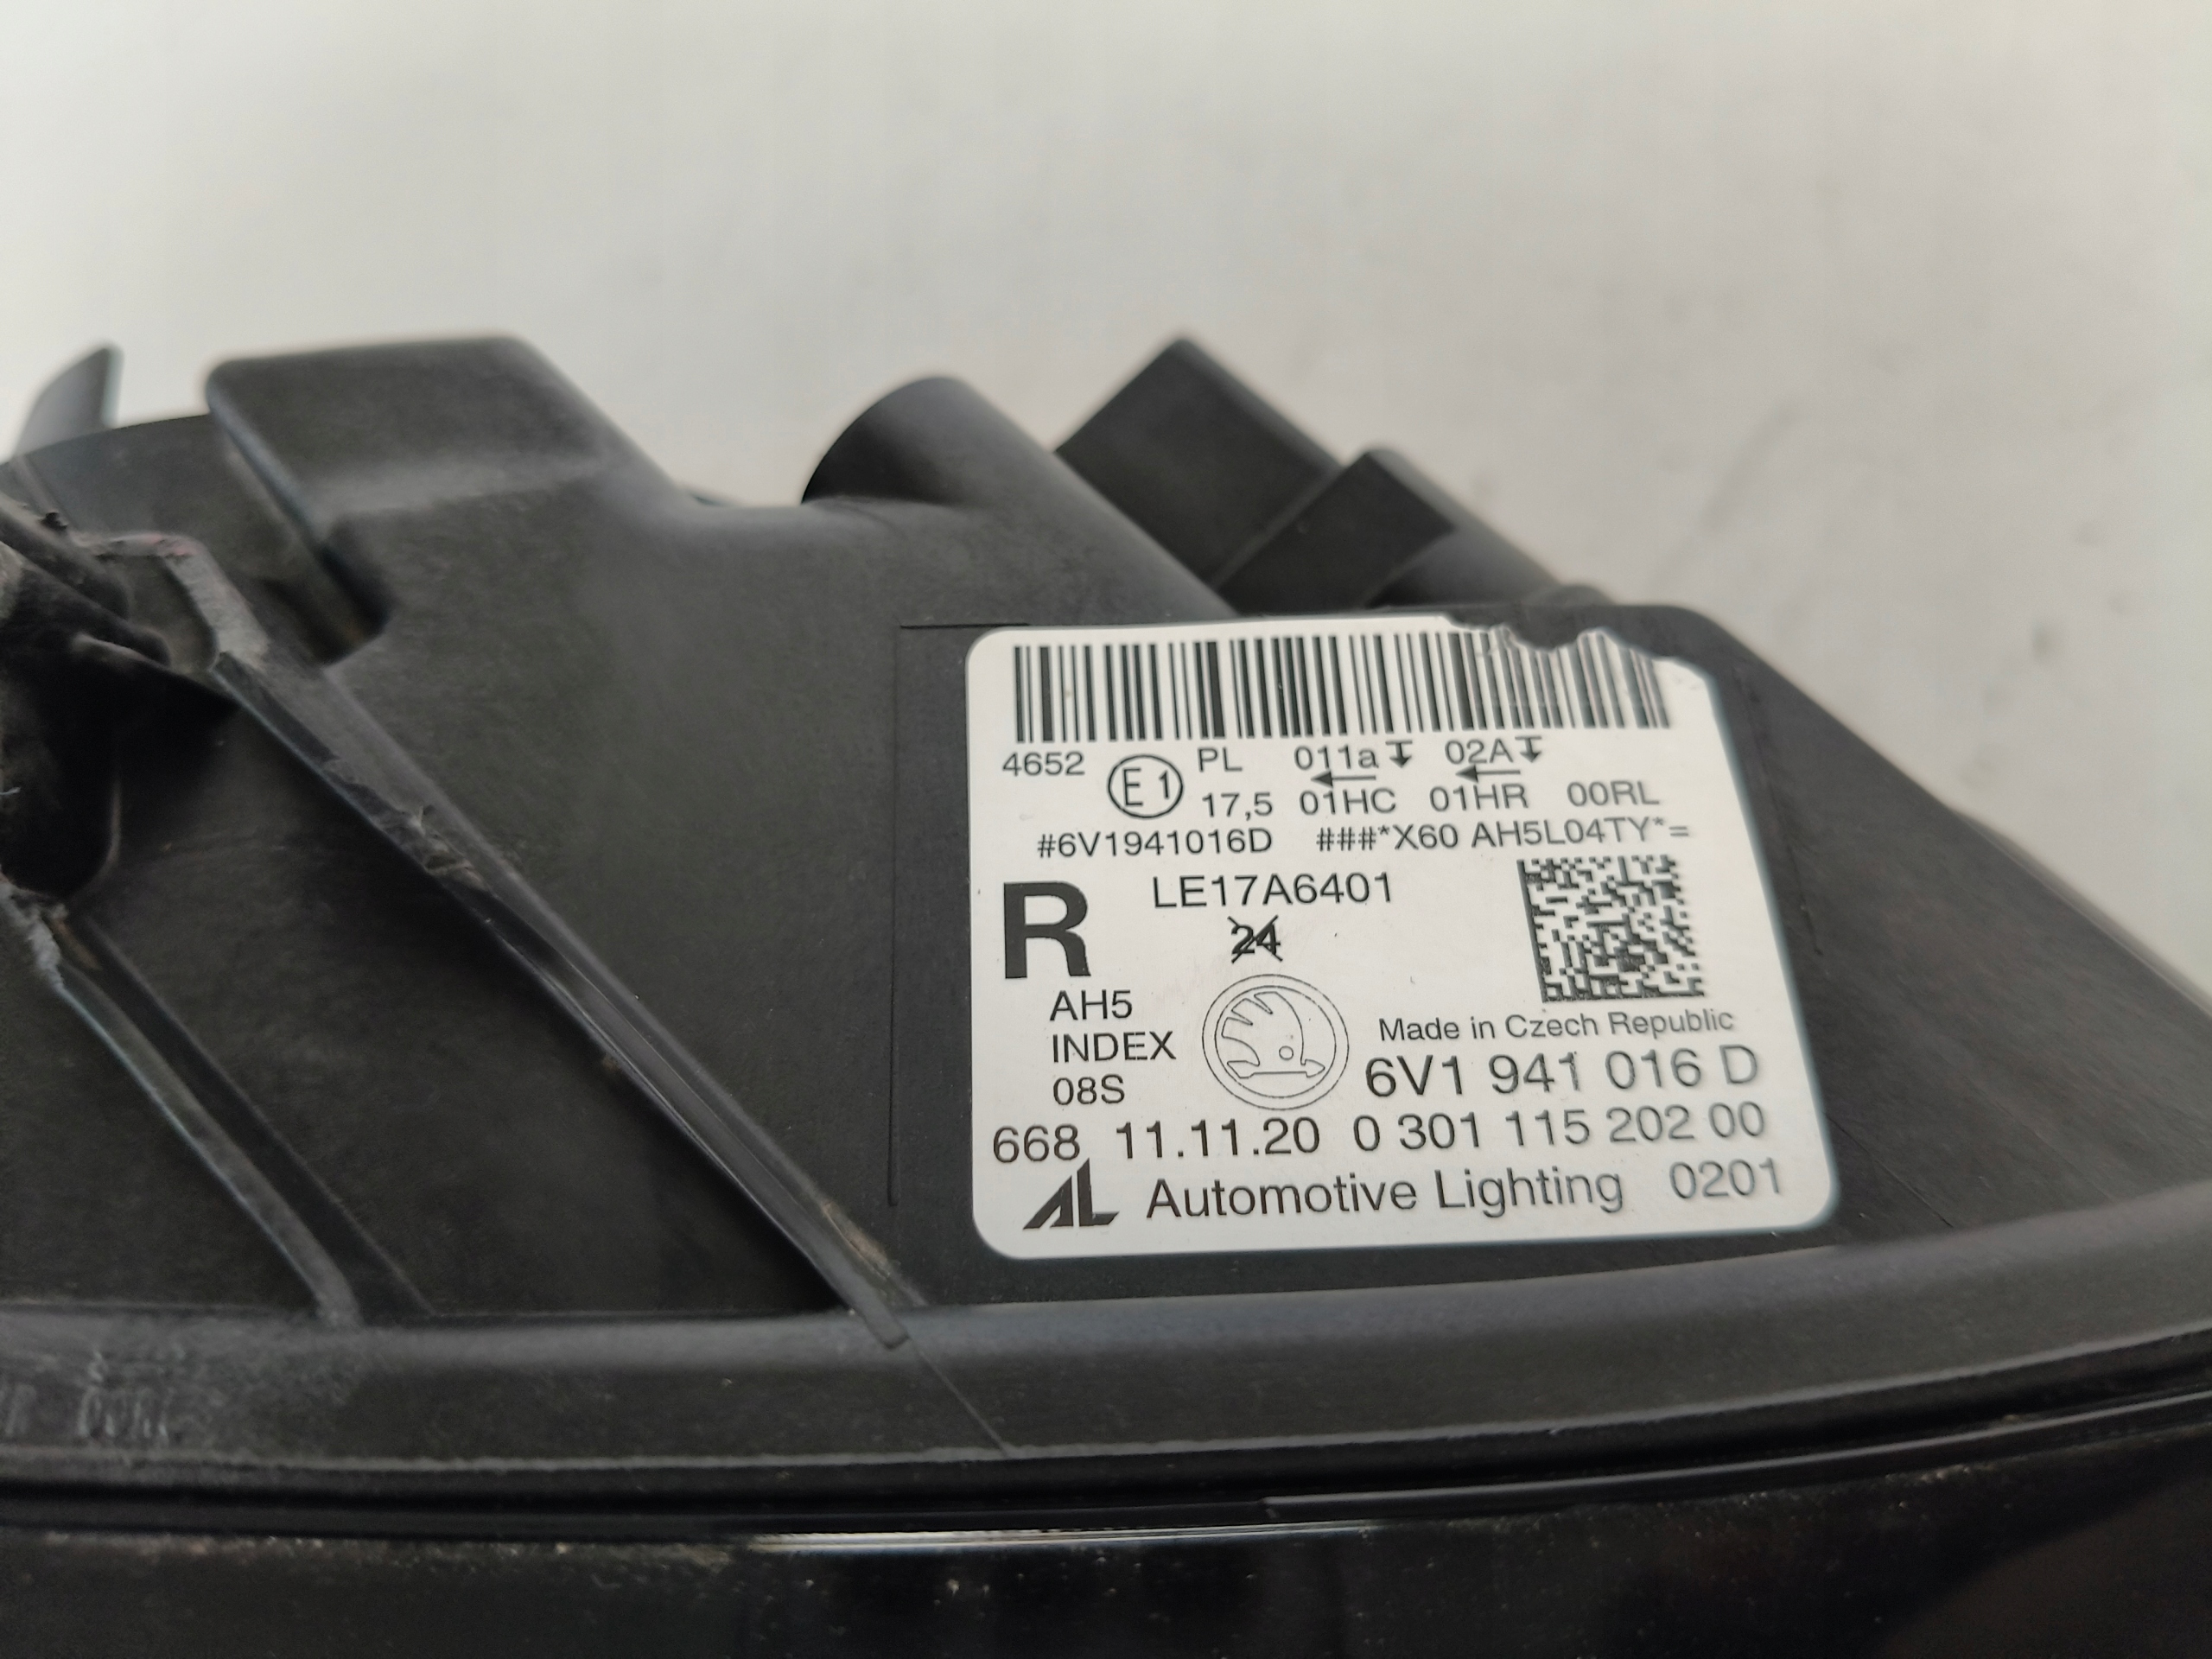 4652 E1 PL 011a 02A
17,5 01HC 01HR 00RL
#6V1941016D ###*X60 AH5L04TY*=
R LE17A6401
24
AH5
INDEX
08S
Made in Czech Republic
6V1 941 016 D
668 11.11.20 0 301 115 202 00
AL Automotive Lighting 0201